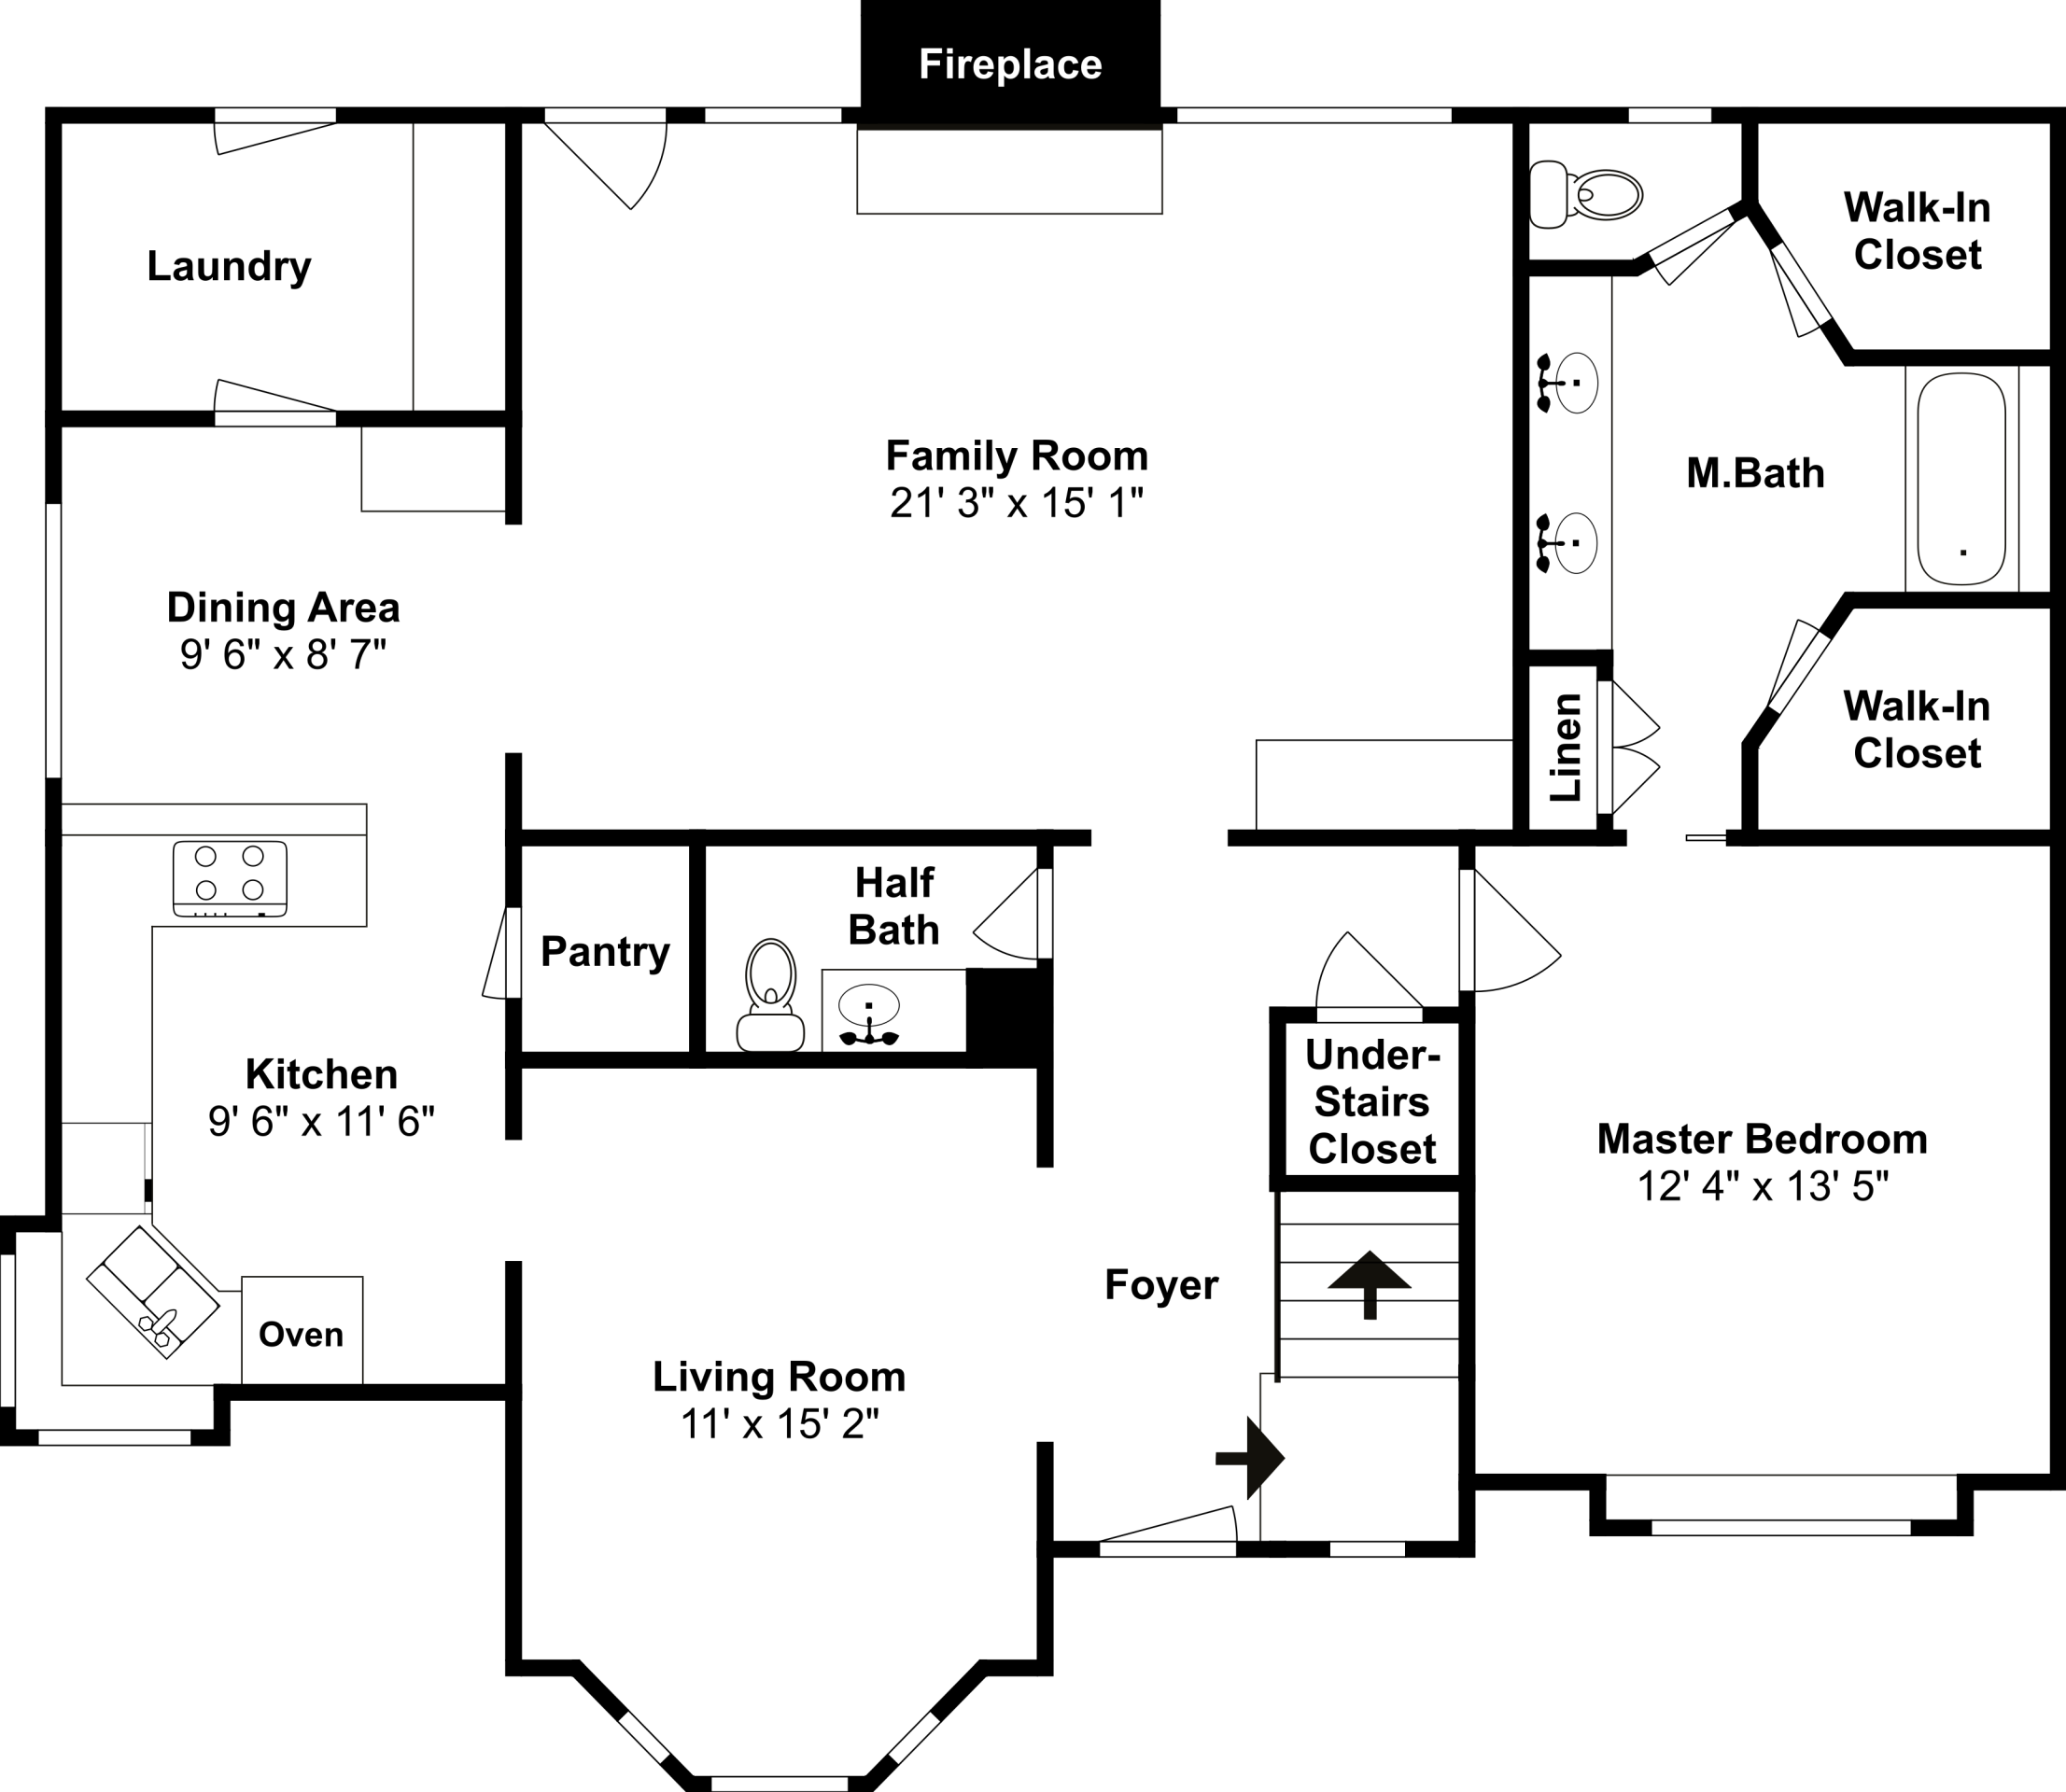 Fireplace
Laundry
Walk-In
Closet
Family Room
21' 3" x 15' 1"
M.Bath
Dining Area
9' 6" x 8' 7"
Walk-In
Closet
Linen
Half
Bath
Pantry
Kitchen
9' 6" x 11' 6"
Under-
Stairs
Closet
Master Bedroom
12' 4" x 13' 5"
Foyer
Oven
Living Room
11' x 15' 2"